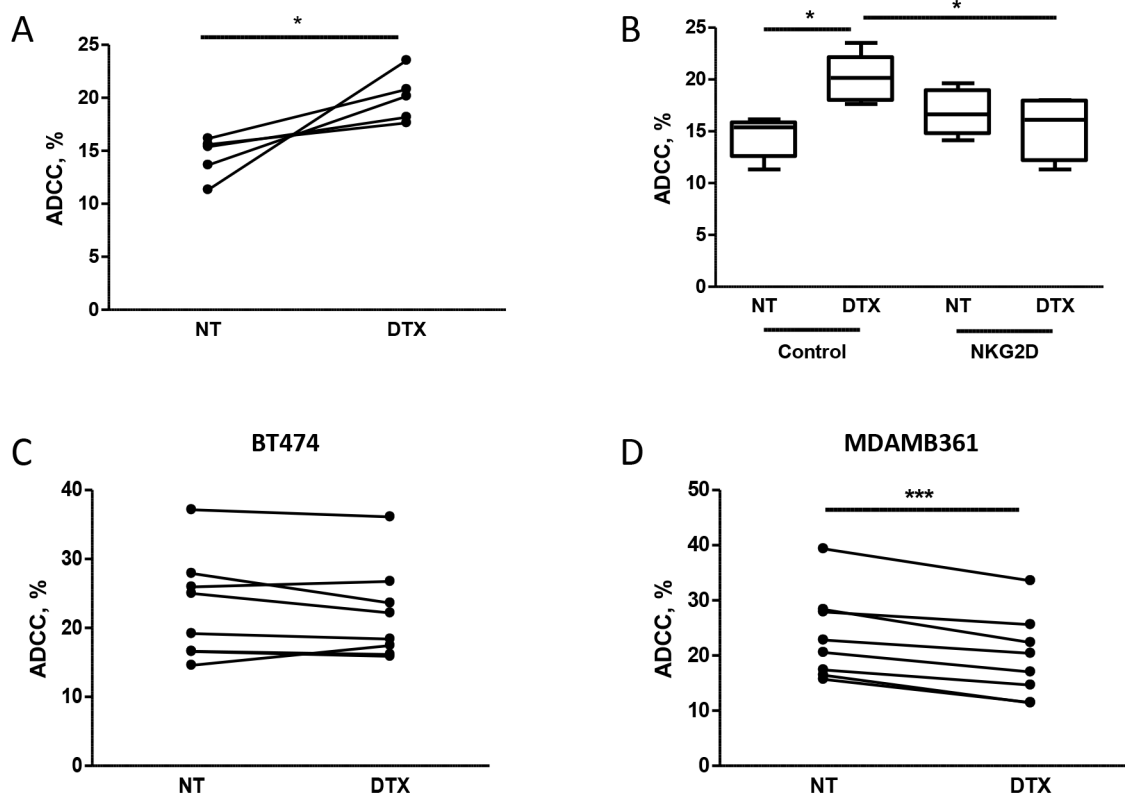 A
*
ADCC, %
25
20
15
10
5
0
NT DTX
B
* *
ADCC, %
25
20
15
10
5
0
NT DTX NT DTX
Control NKG2D
C
BT474
ADCC, %
40
30
20
10
0
NT DTX
D
MDAMB361
***
ADCC, %
50
40
30
20
10
0
NT DTX